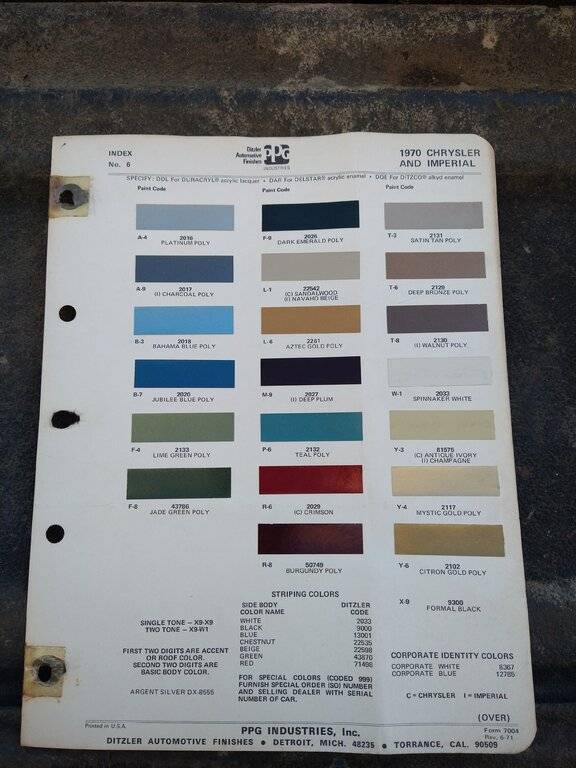 INDEX
No. 6
Ditzler
Automotive
Finishes
PPG
INDUSTRIES
1970 CHRYSLER
AND IMPERIAL
SPECIFY: DDL For DURACRYL® acrylic lacquer • DAR For DELSTAR® acrylic enamel • DQE For DITZCO® alkyd enamel
Paint Code
A-4 2016
PLATINUM POLY
A-9 2017
(I) CHARCOAL POLY
B-3 2018
BAHAMA BLUE POLY
B-7 2020
JUBILEE BLUE POLY
F-4 2133
LIME GREEN POLY
F-8 43786
JADE GREEN POLY
Paint Code
F-9 2026
DARK EMERALD POLY
L-1 22542
(C) SANDALWOOD
(I) NAVAHO BEIGE
L-6 2261
AZTEC GOLD POLY
M-9 2027
(I) DEEP PLUM
P-6 2132
TEAL POLY
R-6 2029
(C) CRIMSON
R-8 50749
BURGUNDY POLY
Paint Code
T-3 2131
SATIN TAN POLY
T-6 2129
DEEP BRONZE POLY
T-8 2130
(I) WALNUT POLY
W-1 2033
SPINNAKER WHITE
Y-3 81575
(C) ANTIQUE IVORY
(I) CHAMPAGNE
Y-4 2117
MYSTIC GOLD POLY
Y-6 2102
CITRON GOLD POLY
X-9 9300
FORMAL BLACK
SINGLE TONE – X9-X9
TWO TONE – X9-W1
FIRST TWO DIGITS ARE ACCENT
OR ROOF COLOR.
SECOND TWO DIGITS ARE
BASIC BODY COLOR.
ARGENT SILVER DX-8555
STRIPING COLORS
SIDE BODY DITZLER
COLOR NAME CODE
WHITE 2033
BLACK 9000
BLUE 13001
CHESTNUT 22535
BEIGE 22598
GREEN 43870
RED 71498
FOR SPECIAL COLORS (CODED 999)
FURNISH SPECIAL ORDER (SO) NUMBER
AND SELLING DEALER WITH SERIAL
NUMBER OF CAR.
CORPORATE IDENTITY COLORS
CORPORATE WHITE 8367
CORPORATE BLUE 12785
C = CHRYSLER I = IMPERIAL
(OVER)
Printed in U.S.A.
PPG INDUSTRIES, Inc.
Form 7004
Rev. 6-71
DITZLER AUTOMOTIVE FINISHES • DETROIT, MICH. 48235 • TORRANCE, CAL. 90509